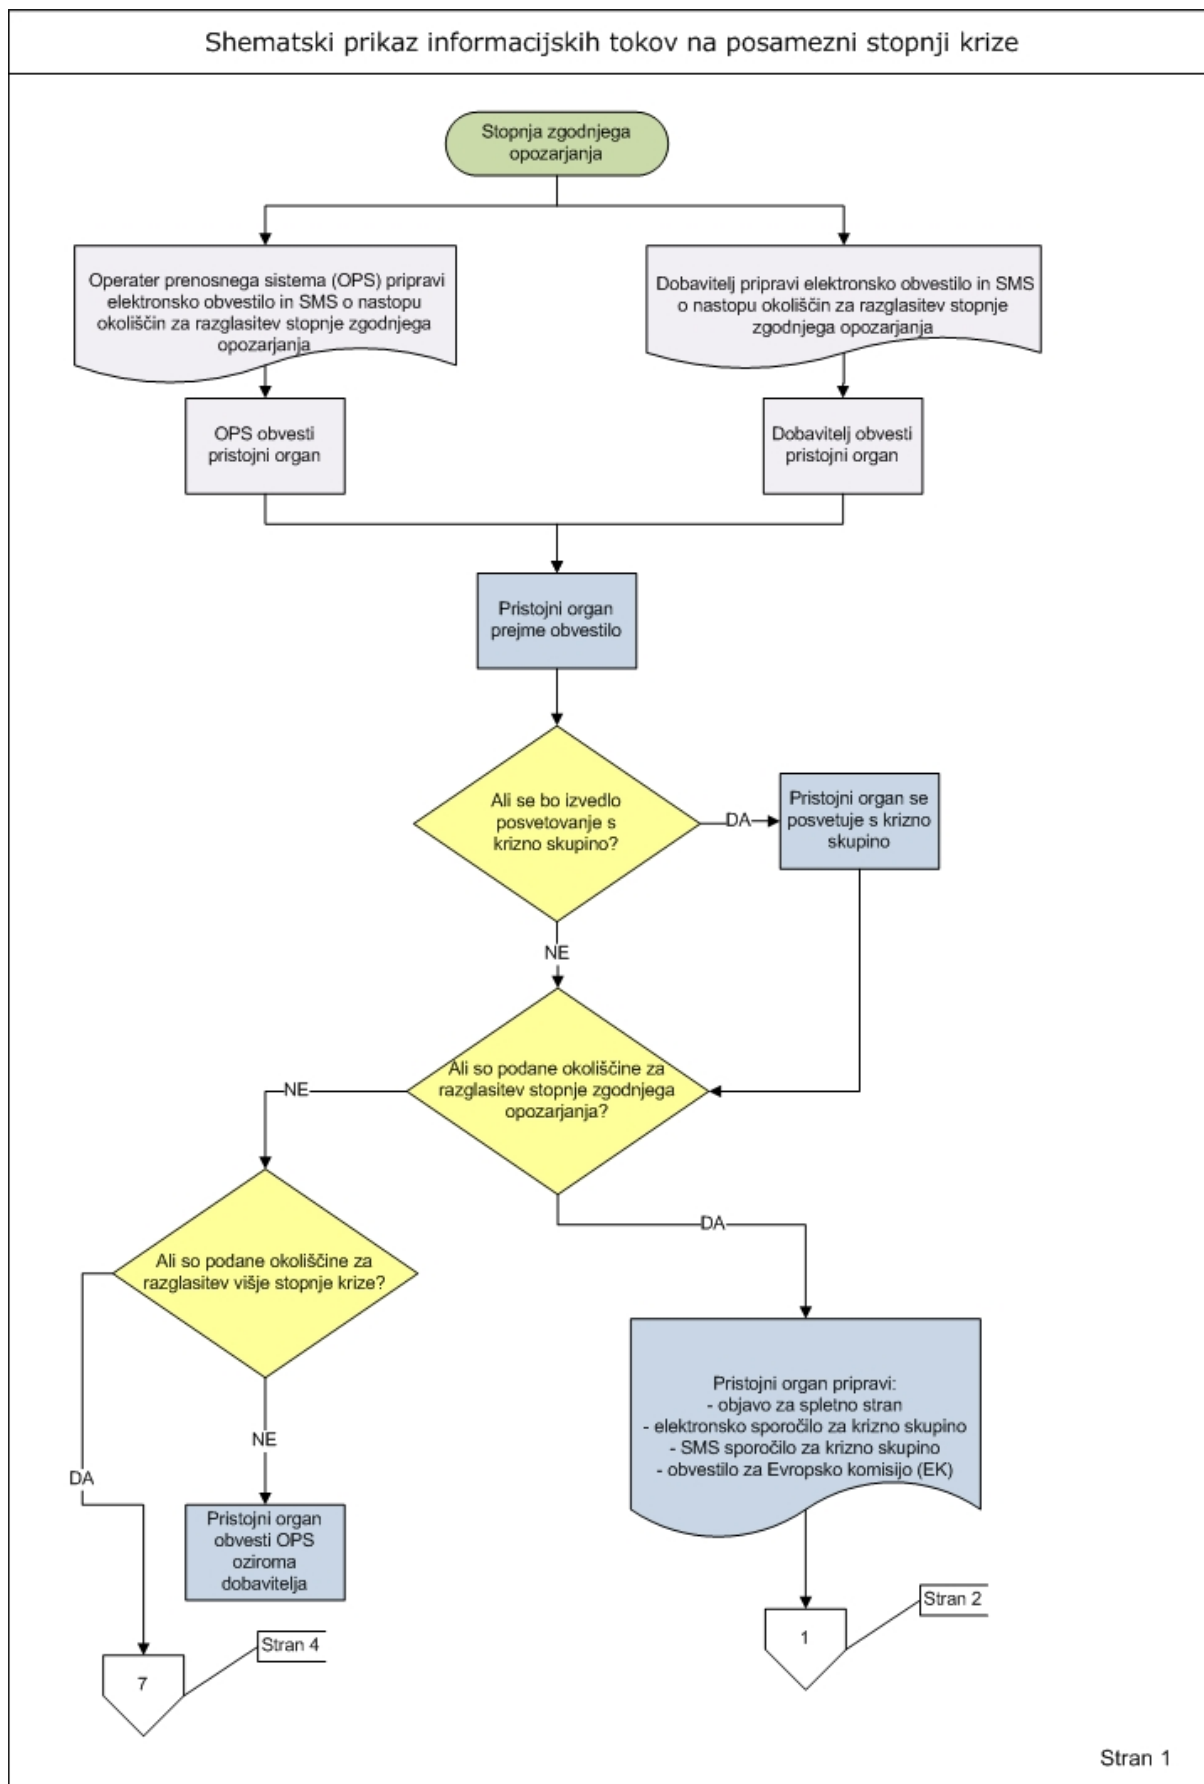 Shematski prikaz informacijskih tokov na posamezni stopnji krize
Stopnja zgodnjega
opozarjanja
Operater prenosnega sistema (OPS) pripravi
elektronsko obvestilo in SMS o nastopu
okoliščin za razglasitev stopnje zgodnjega
opozarjanja
Dobavitelj pripravi elektronsko obvestilo in SMS
o nastopu okoliščin za razglasitev stopnje
zgodnjega opozarjanja
OPS obvesti
pristojni organ
Dobavitelj obvesti
pristojni organ
Pristojni organ
prejme obvestilo
Ali se bo izvedlo
posvetovanje s
krizno skupino?
DA
Pristojni organ se
posvetuje s krizno
skupino
NE
Ali so podane okoliščine za
razglasitev stopnje zgodnjega
opozarjanja?
NE
DA
Ali so podane okoliščine za
razglasitev višje stopnje krize?
Pristojni organ pripravi:
- objavo za spletno stran
- elektronsko sporočilo za krizno skupino
- SMS sporočilo za krizno skupino
- obvestilo za Evropsko komisijo (EK)
NE
DA
Pristojni organ
obvesti OPS
oziroma
dobavitelja
Stran 2
1
Stran 4
7
Stran 1